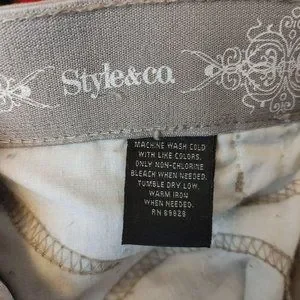 Style&co.
MACHINE WASH COLD
WITH LIKE COLORS.
ONLY NON-CHLORINE
BLEACH WHEN NEEDED.
TUMBLE DRY LOW.
WARM IRON
WHEN NEEDED.
RN 89828